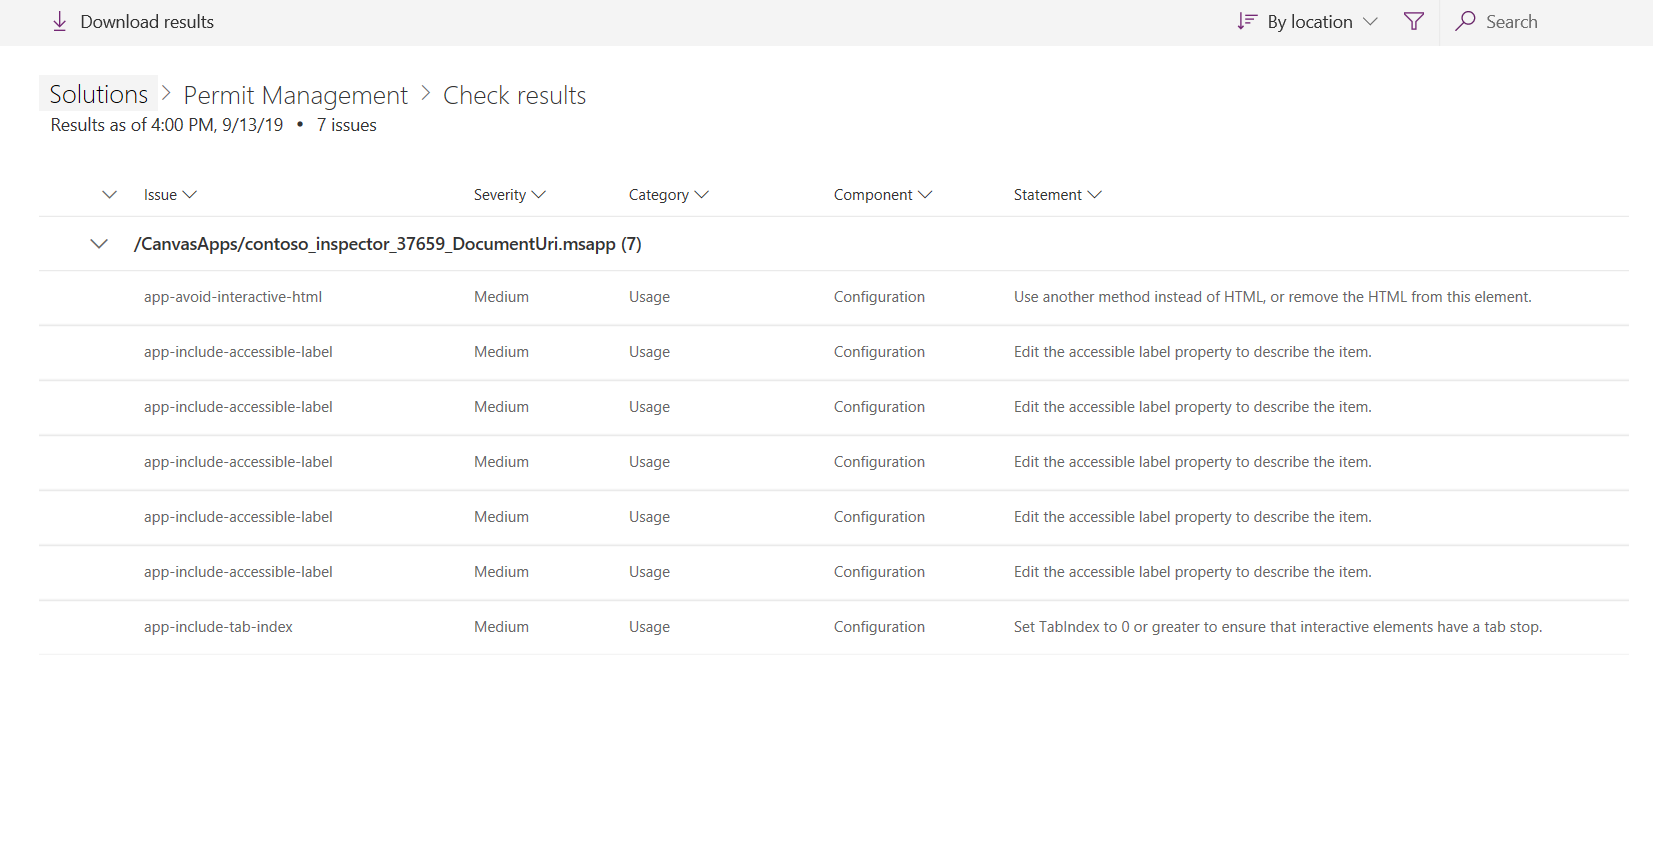 Download results By location Search
Solutions Permit Management Check results
Results as of 4:00 PM, 9/13/19 • 7 issues
Issue Severity Category Component Statement
/CanvasApps/contoso_inspector_37659_DocumentUri.msapp (7)
app-avoid-interactive-html Medium Usage Configuration Use another method instead of HTML, or remove the HTML from this element.
app-include-accessible-label Medium Usage Configuration Edit the accessible label property to describe the item.
app-include-accessible-label Medium Usage Configuration Edit the accessible label property to describe the item.
app-include-accessible-label Medium Usage Configuration Edit the accessible label property to describe the item.
app-include-accessible-label Medium Usage Configuration Edit the accessible label property to describe the item.
app-include-accessible-label Medium Usage Configuration Edit the accessible label property to describe the item.
app-include-tab-index Medium Usage Configuration Set TabIndex to 0 or greater to ensure that interactive elements have a tab stop.